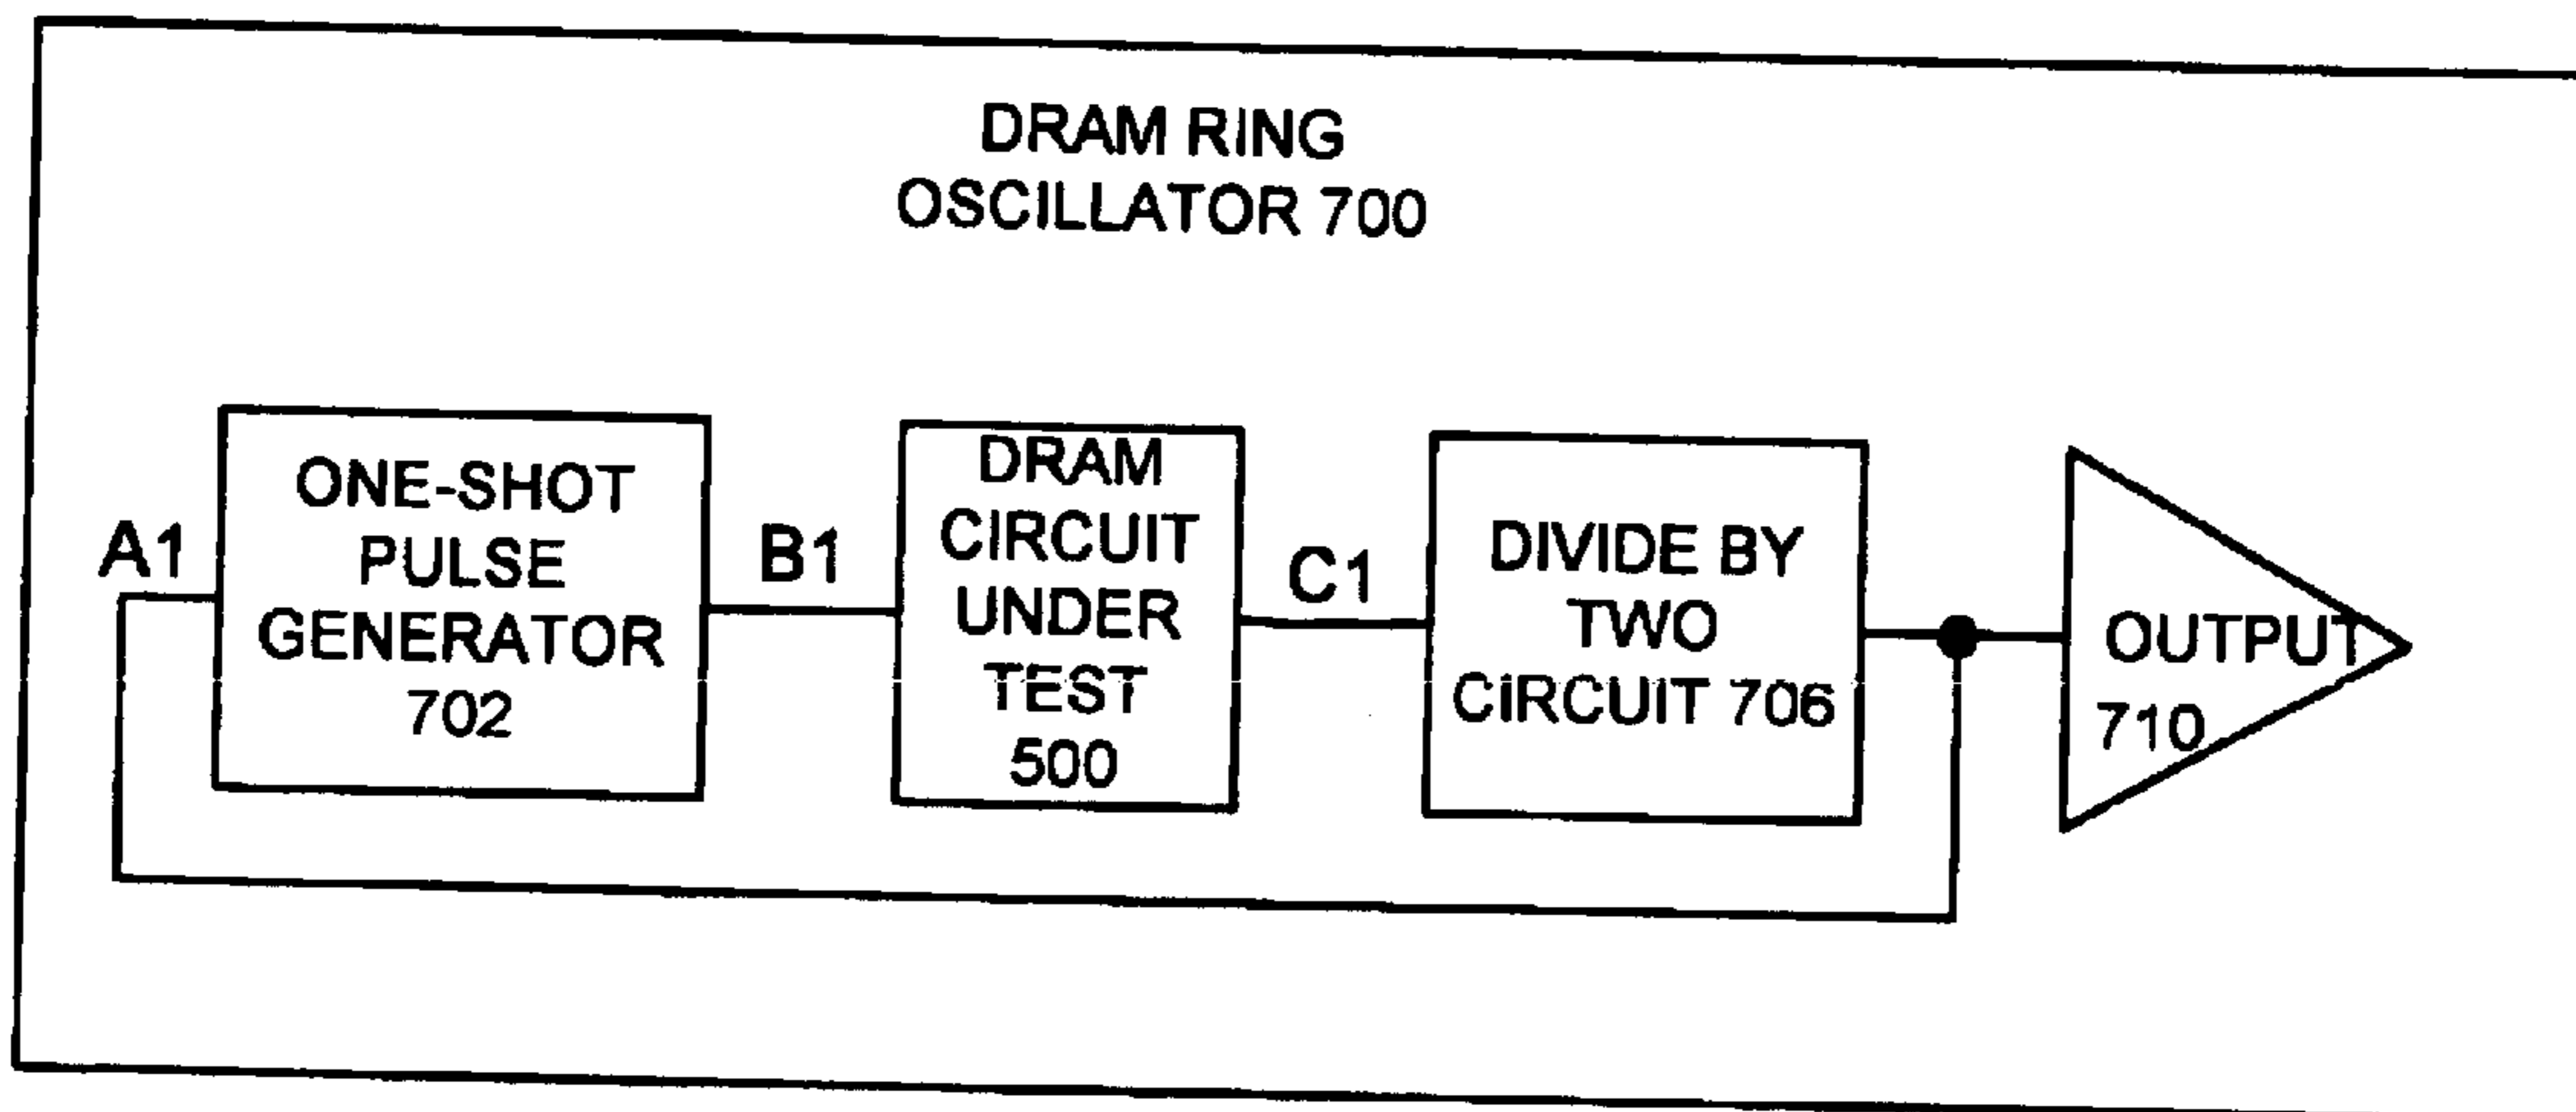 DRAM RING
OSCILLATOR 700
A1
ONE-SHOT
PULSE
GENERATOR
702
B1
DRAM
CIRCUIT
UNDER
TEST
500
C1
DIVIDE BY
TWO
CIRCUIT 706
OUTPUT
710